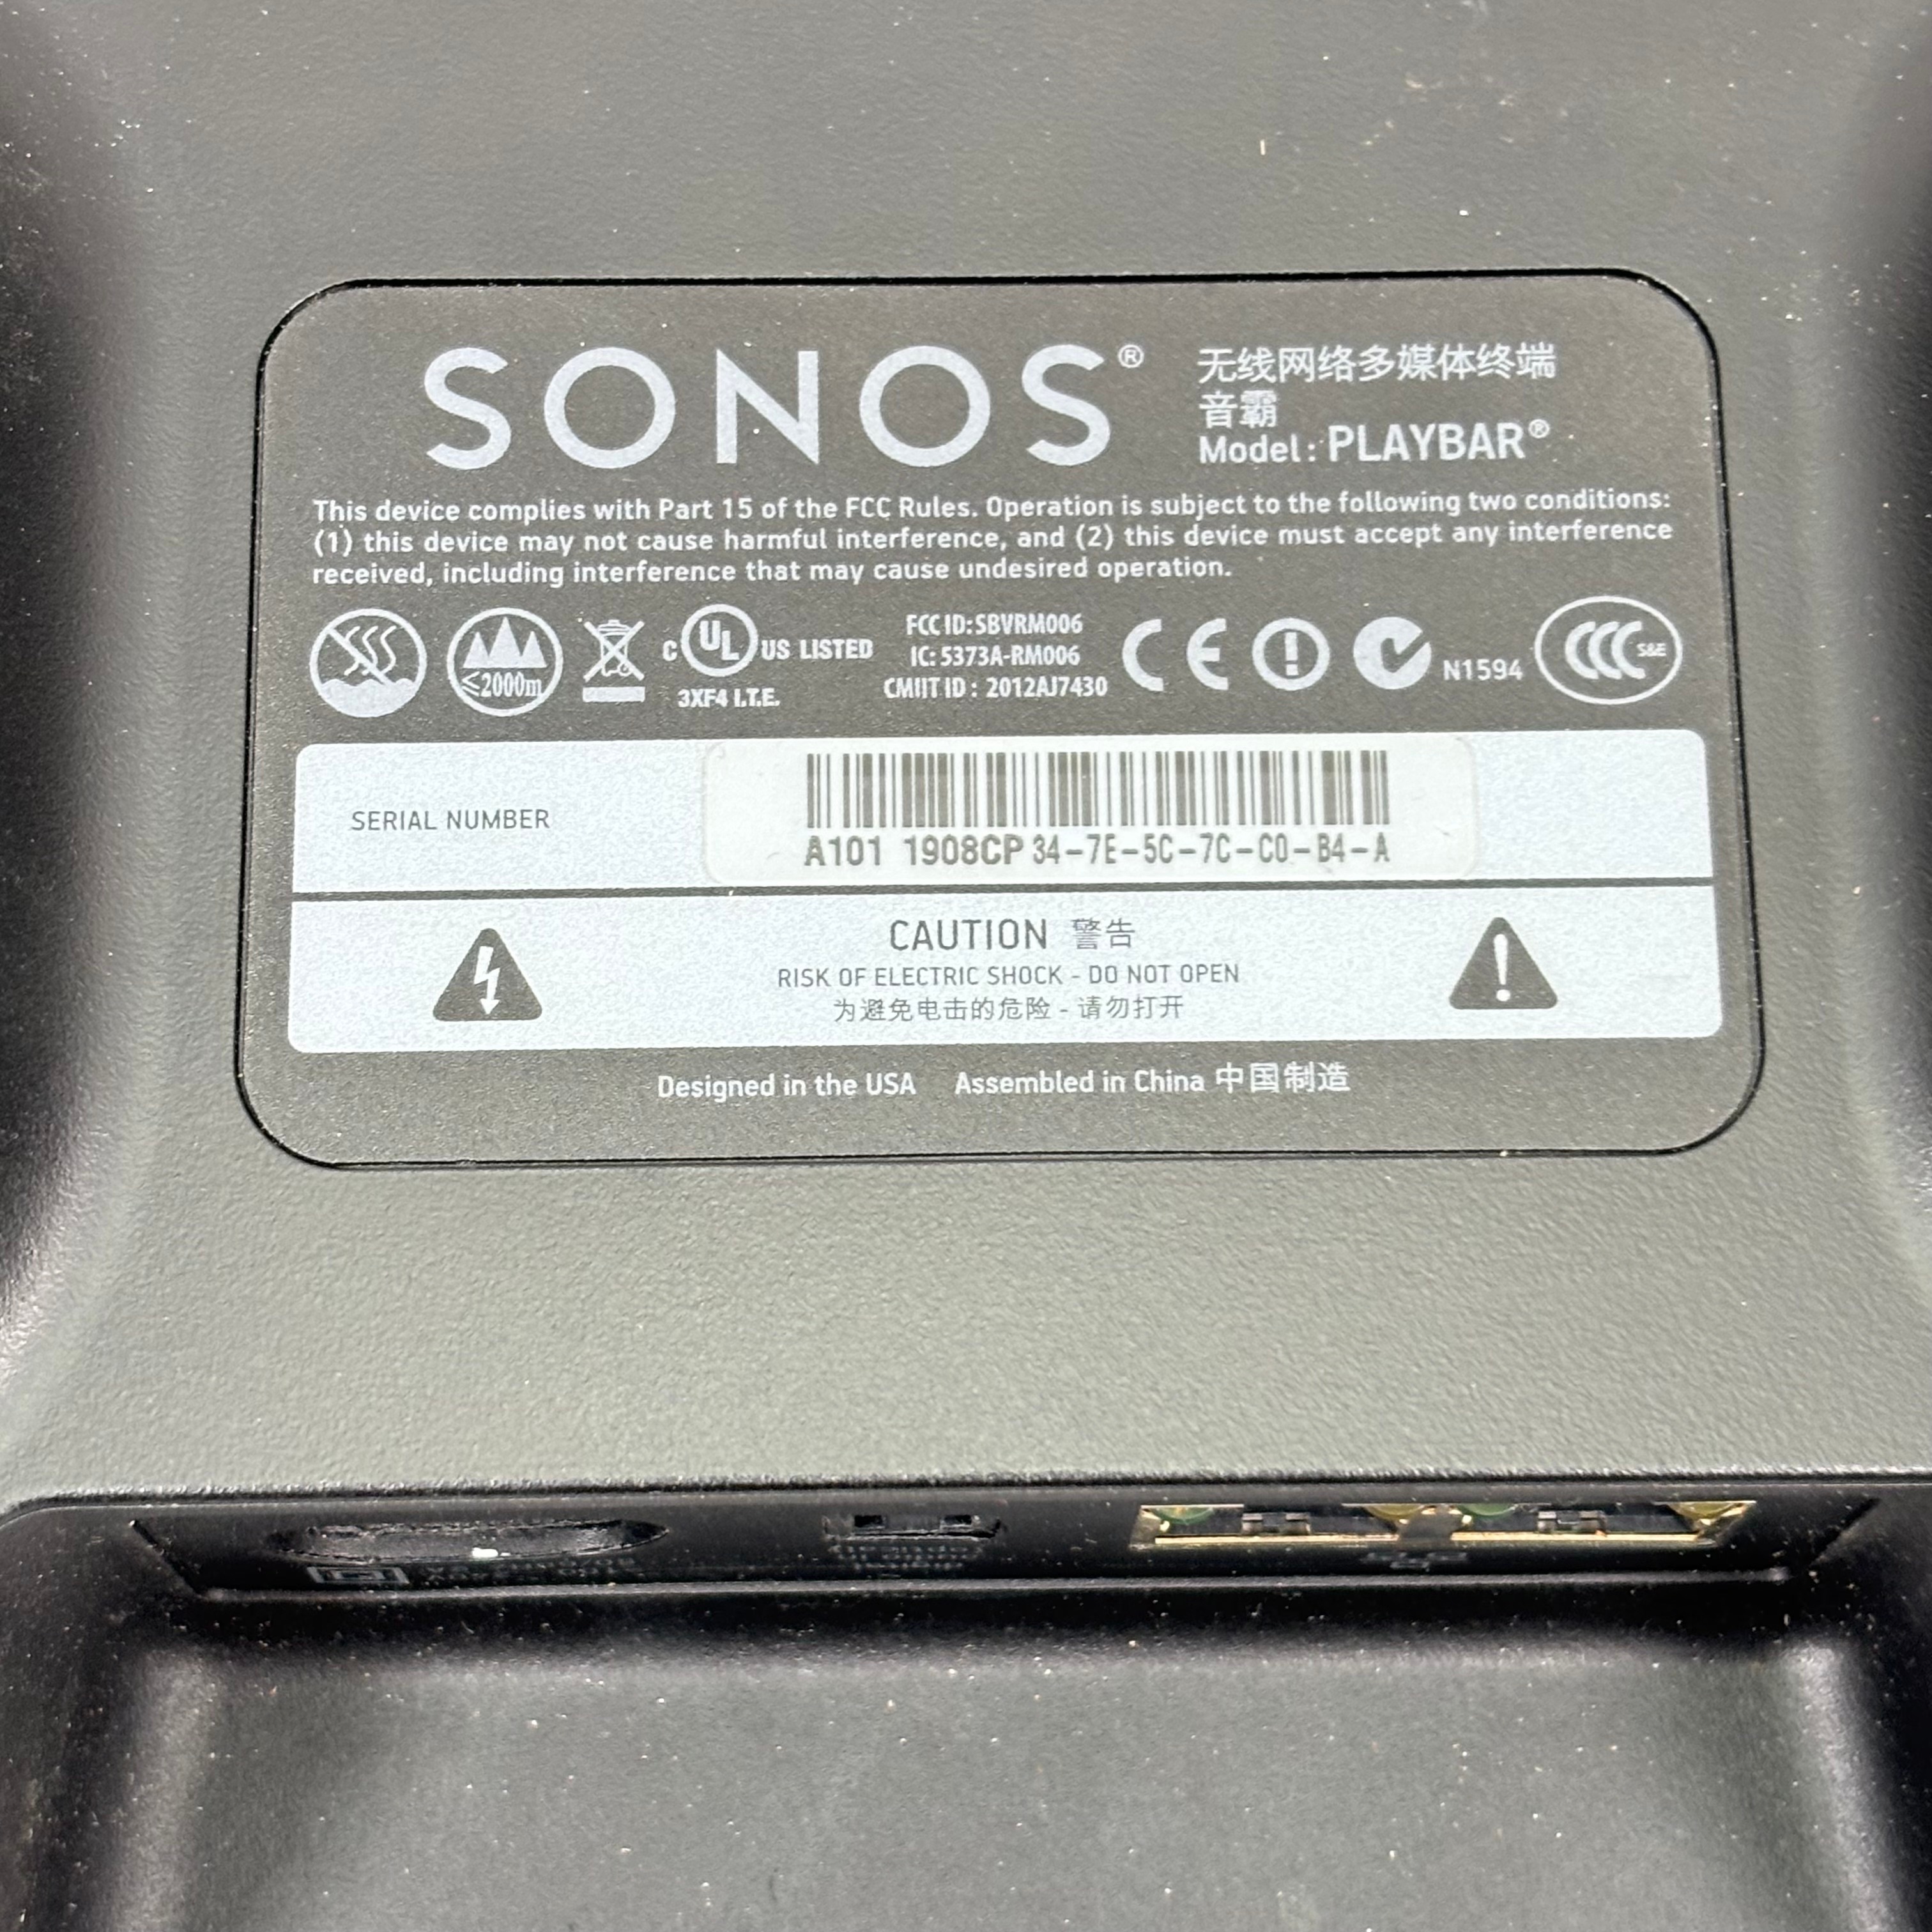 SONOS®
无线网络多媒体终端
音霸
Model: PLAYBAR®
This device complies with Part 15 of the FCC Rules. Operation is subject to the following two conditions:
(1) this device may not cause harmful interference, and (2) this device must accept any interference
received, including interference that may cause undesired operation.
≤2000m
C UL US LISTED
3XF4 I.T.E.
FCC ID:SBVRM006
IC: 5373A-RM006
CMIIT ID: 2012AJ7430
CE
N1594
CCC S&E
SERIAL NUMBER
A101 1908CP 34-7E-5C-7C-C0-B4-A
CAUTION 警告
RISK OF ELECTRIC SHOCK - DO NOT OPEN
为避免电击的危险 - 请勿打开
Designed in the USA Assembled in China 中国制造